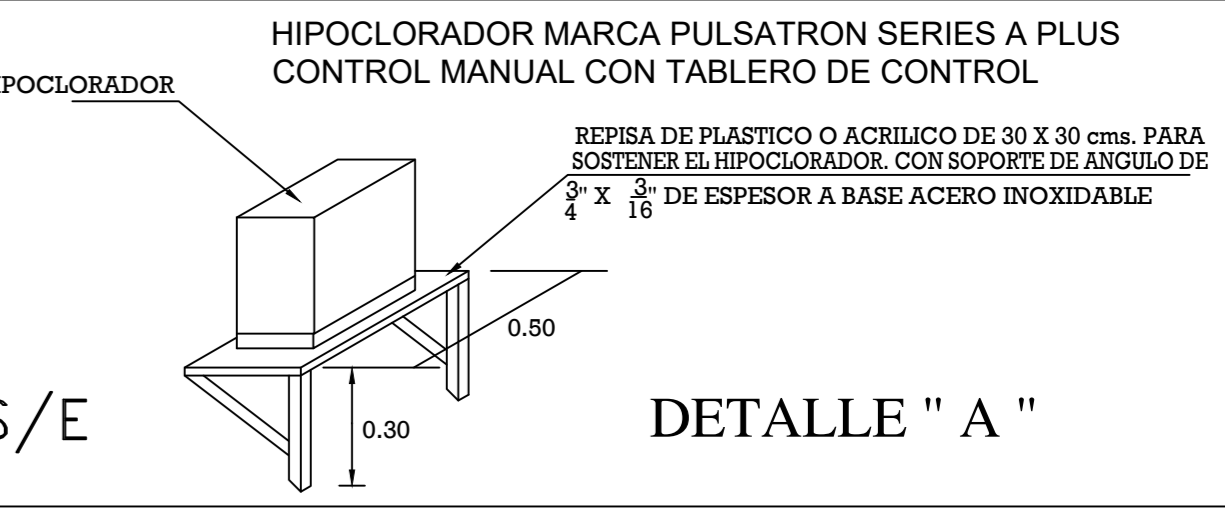 HIPOCLORADOR MARCA PULSATRON SERIES A PLUS
CONTROL MANUAL CON TABLERO DE CONTROL
IPOCLORADOR
REPISA DE PLASTICO O ACRILICO DE 30 X 30 cms. PARA
SOSTENER EL HIPOCLORADOR. CON SOPORTE DE ANGULO DE
3/4" X 3/16" DE ESPESOR A BASE ACERO INOXIDABLE
0.50
0.30
S/E
DETALLE " A "